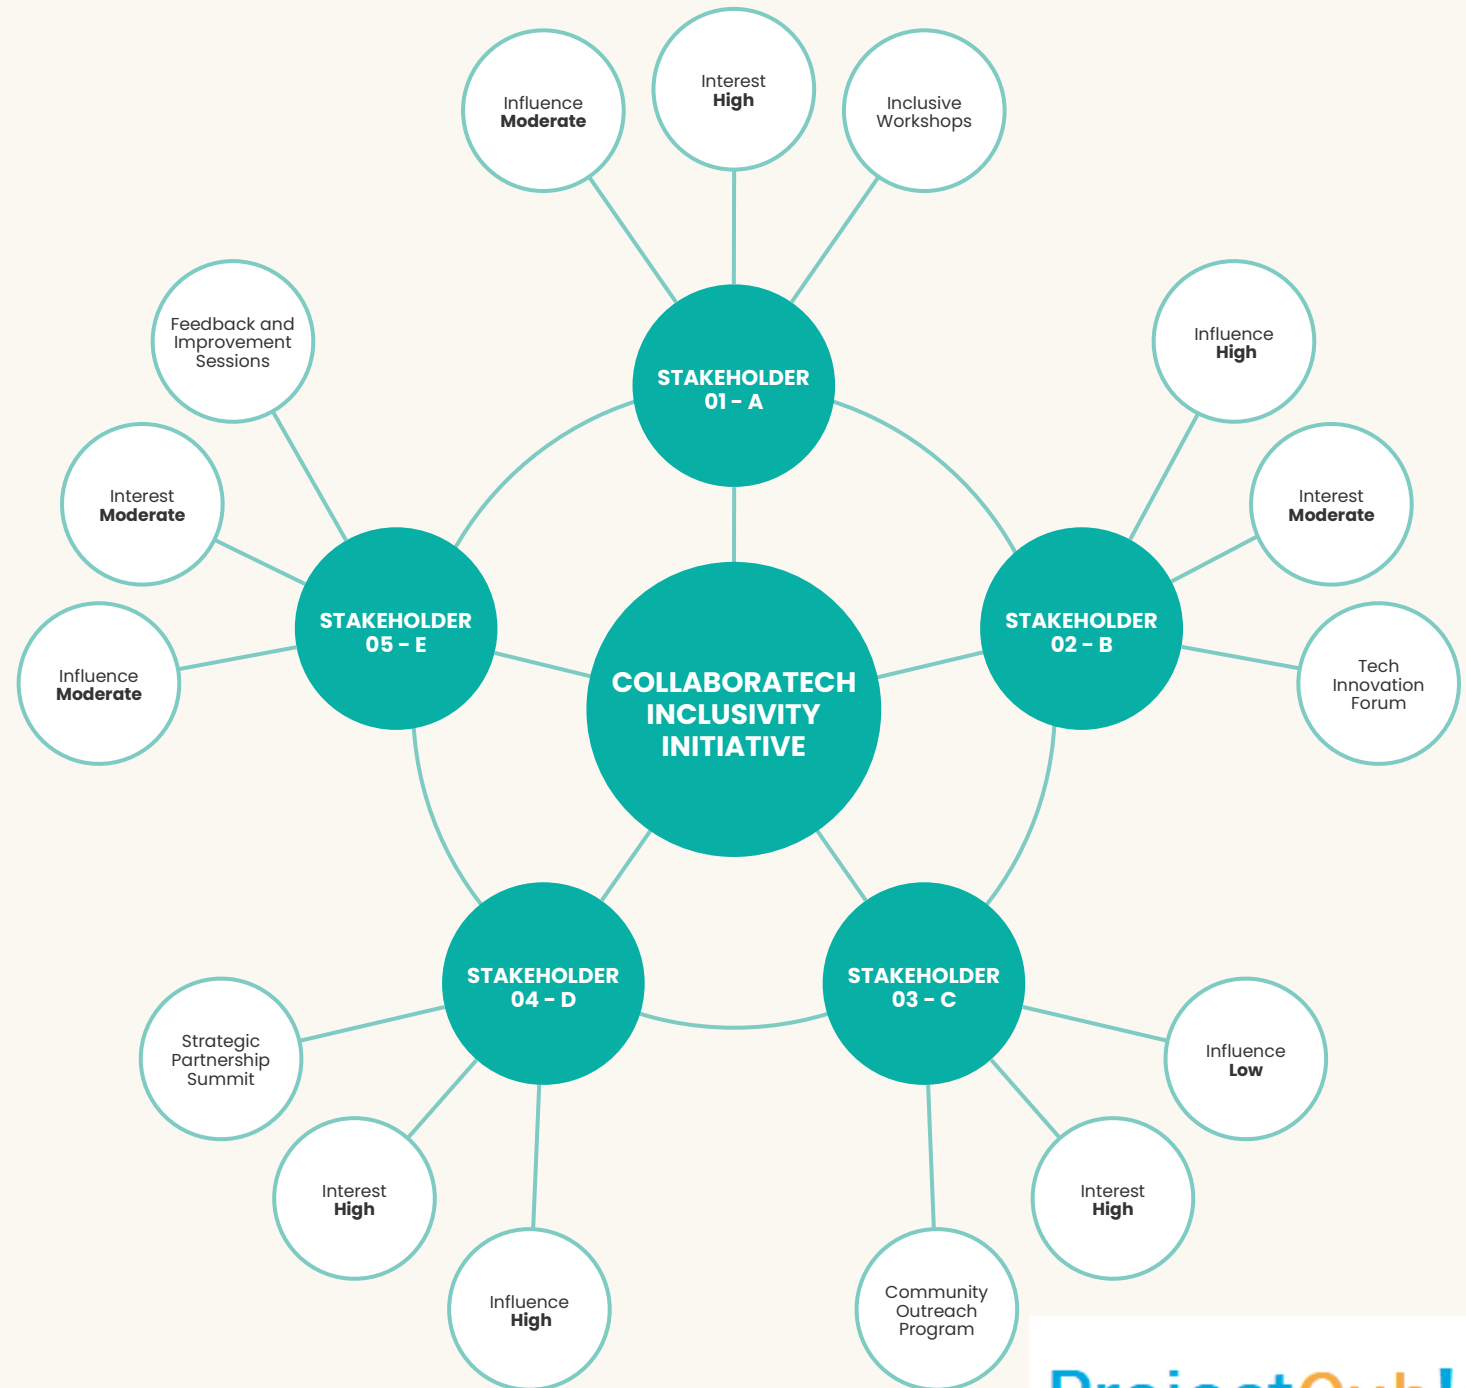 Influence
Moderate
Interest
High
Inclusive
Workshops
STAKEHOLDER
01 - A
Influence
High
Interest
Moderate
Tech
Innovation
Forum
STAKEHOLDER
02 - B
Influence
Low
Interest
High
Community
Outreach
Program
STAKEHOLDER
03 - C
Influence
High
Interest
High
Strategic
Partnership
Summit
STAKEHOLDER
04 - D
Influence
Moderate
Interest
Moderate
Feedback and
Improvement
Sessions
STAKEHOLDER
05 - E
COLLABORATECH
INCLUSIVITY
INITIATIVE